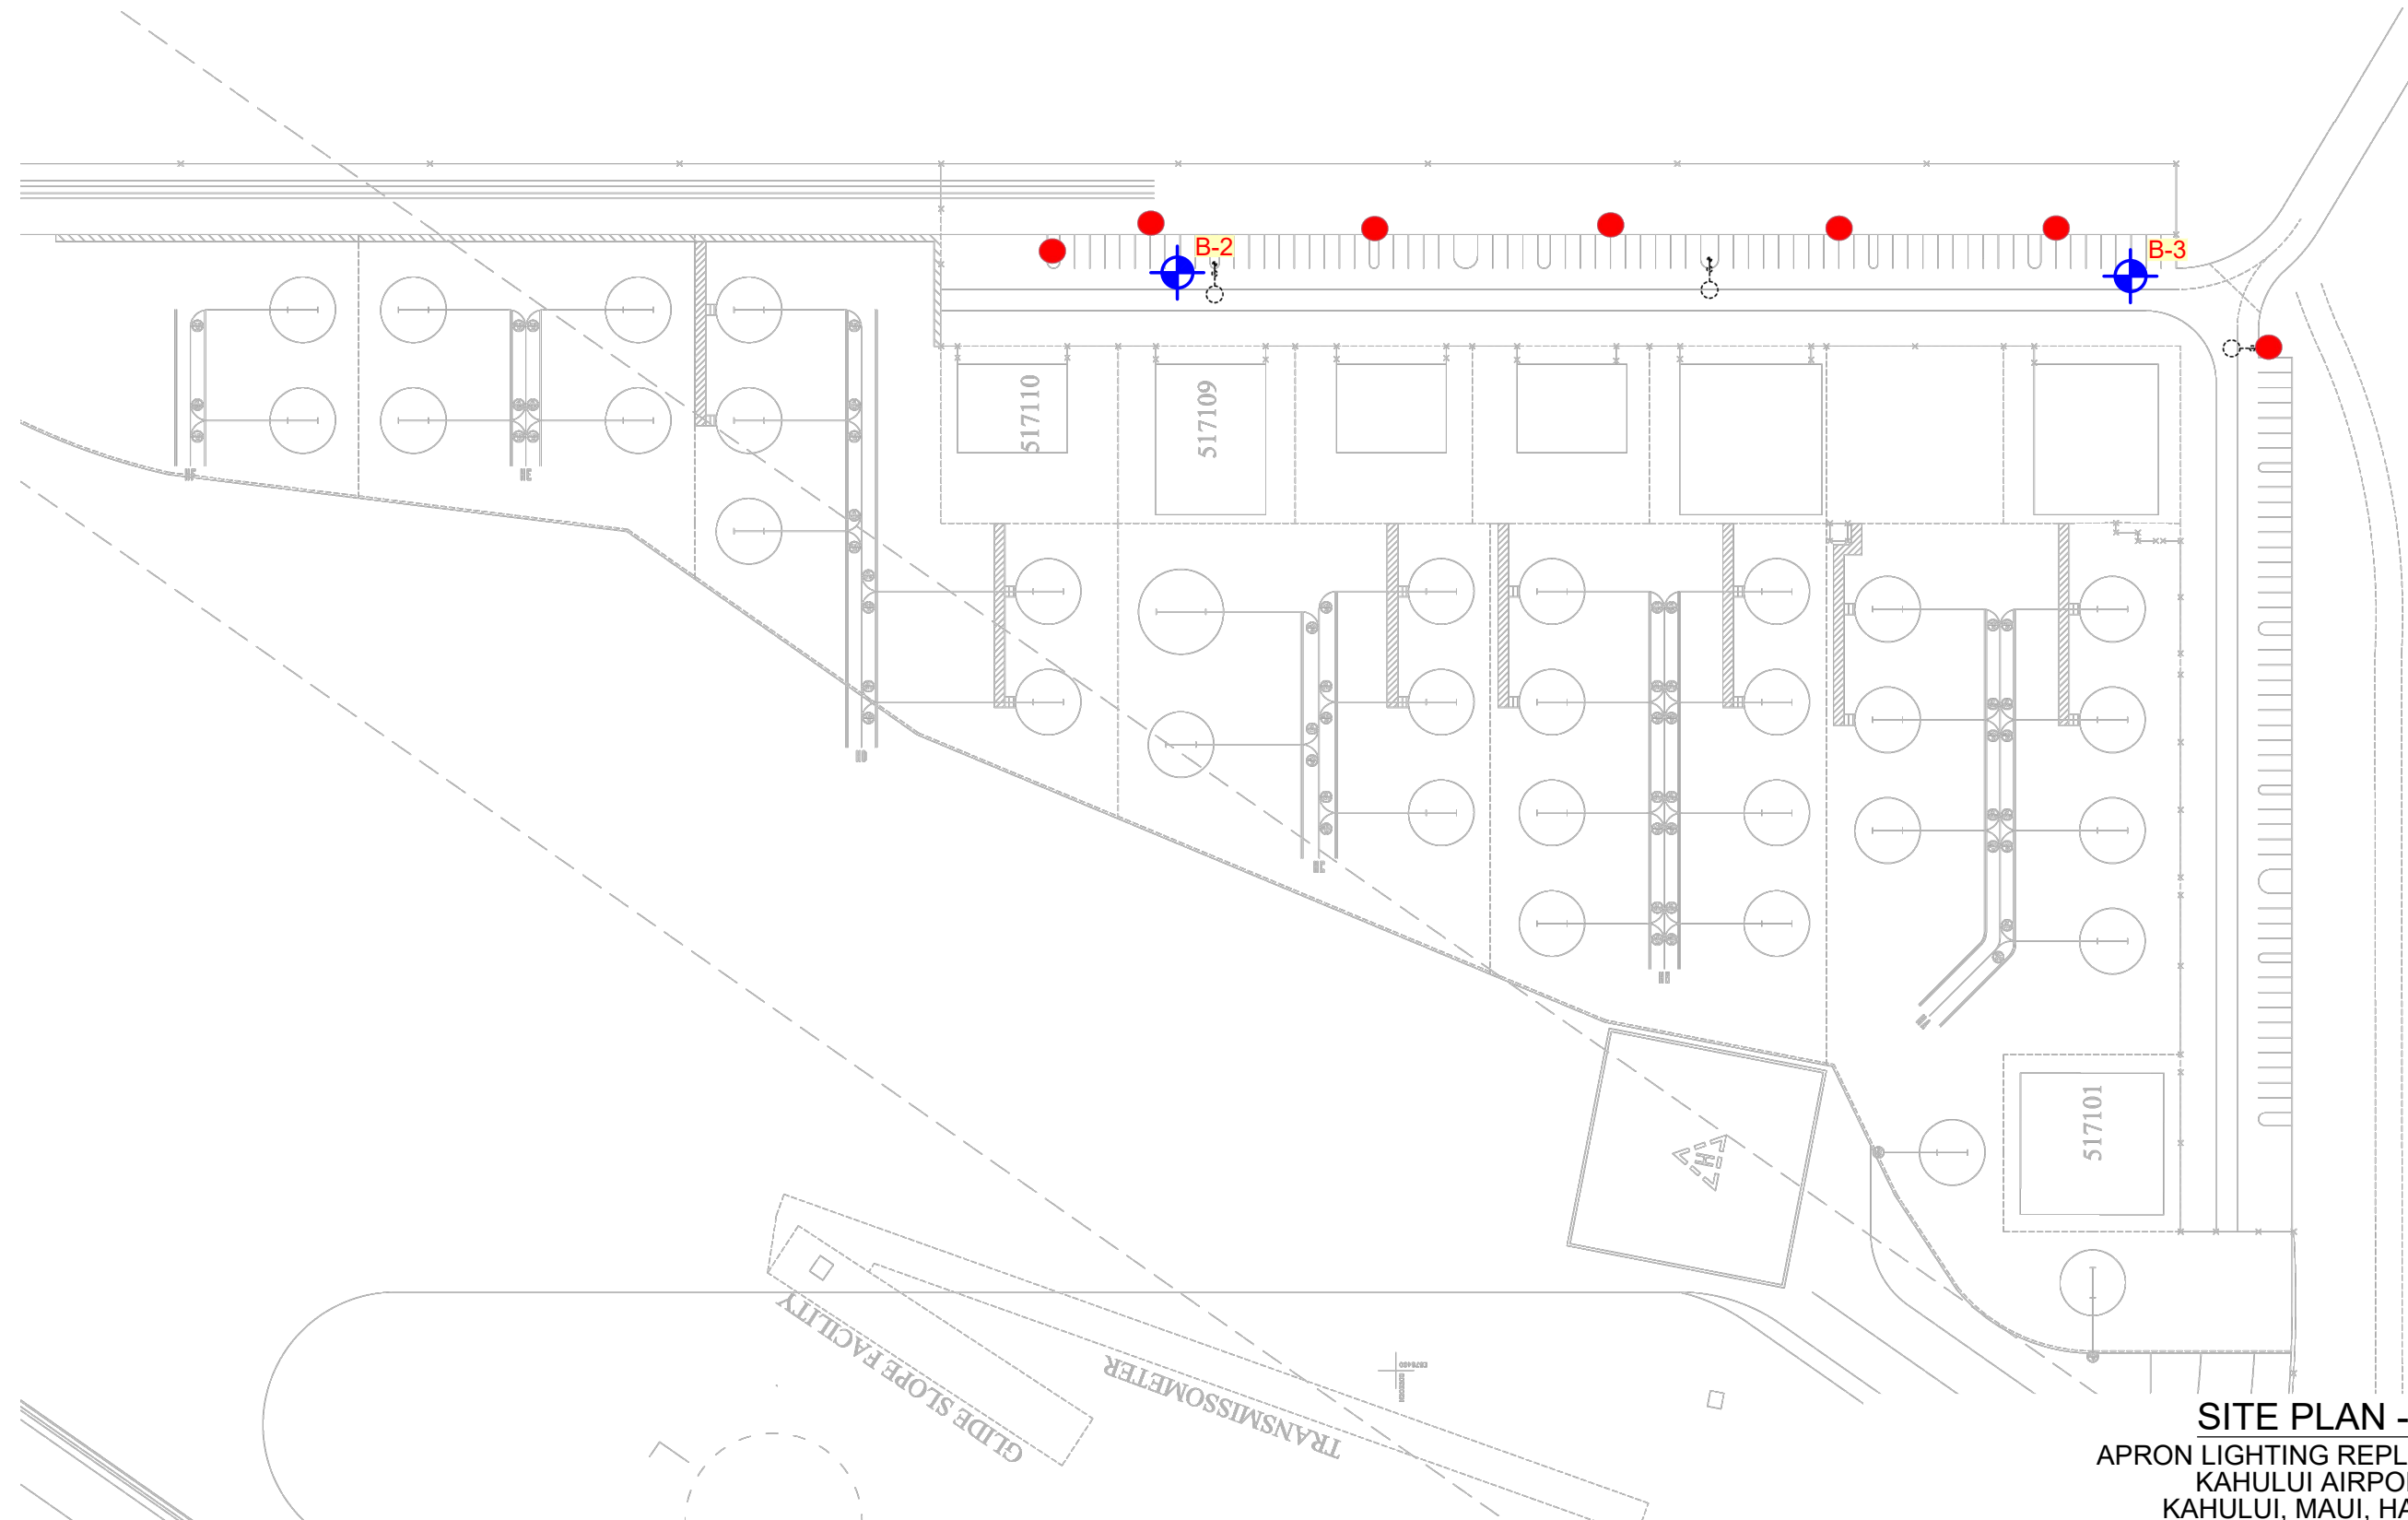 B-2
B-3
517110
517109
517101
H
GLIDE SLOPE FACILITY
TRANSMISSOMETER
SITE PLAN -
APRON LIGHTING REPL
KAHULUI AIRPO
KAHULUI, MAUI, HA